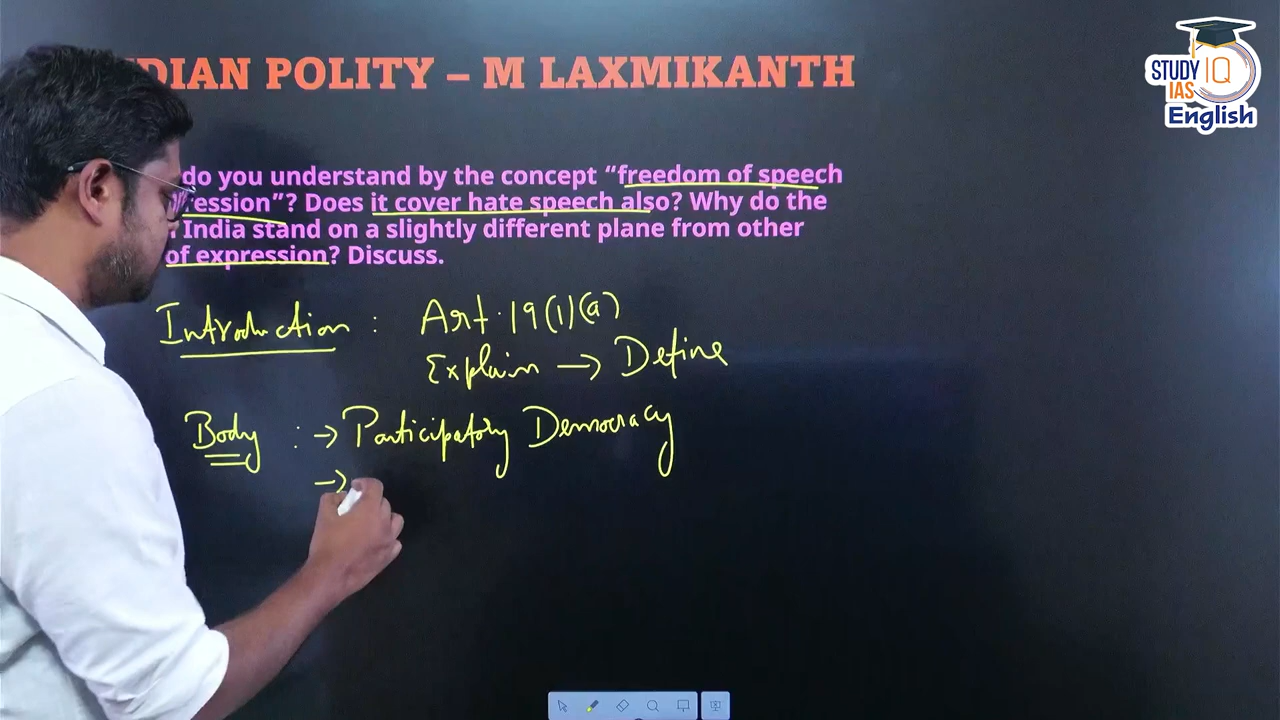 INDIAN POLITY – M LAXMIKANTH
STUDY IQ
IAS
English
do you understand by the concept “freedom of speech
ression”? Does it cover hate speech also? Why do the
India stand on a slightly different plane from other
of expression? Discuss.
Introduction : Art. 19(1)(a)
Explain → Define
Body : → Participatory Democracy
→